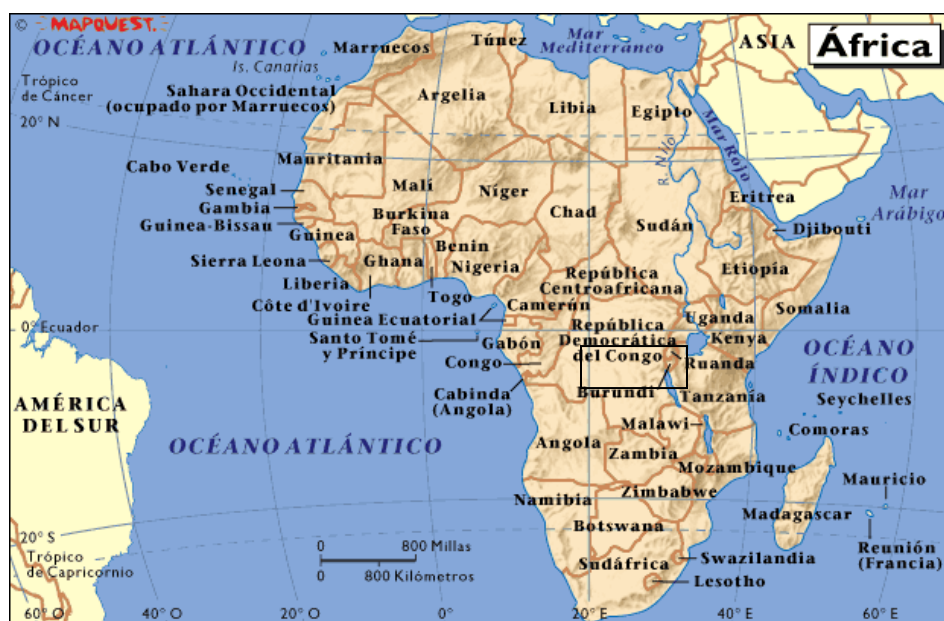 © MAPQUEST.
África
OCÉANO ATLÁNTICO
Is. Canarias
Marruecos
Túnez
Mar
Mediterráneo
ASIA
Trópico
de Cáncer
Sahara Occidental
(ocupado por Marruecos)
Argelia
Libia
Egipto
20° N
R. Nilo
Mar Rojo
Mauritania
Cabo Verde
Malí
Níger
Chad
Sudán
Eritrea
Mar
Arábigo
Senegal
Gambia
Guinea-Bissau
Guinea
Burkina
Faso
Benin
Djibouti
Sierra Leona
Ghana
Nigeria
Etiopía
Liberia
Togo
República
Centroafricana
Côte d'Ivoire
Camerún
Somalia
Guinea Ecuatorial
Uganda
0° Ecuador
Santo Tomé
y Príncipe
Gabón
República
Democrática
del Congo
Kenya
OCÉANO
ÍNDICO
Congo
Ruanda
Cabinda
(Angola)
Burundi
Tanzanía
Seychelles
AMÉRICA
DEL SUR
OCÉANO ATLÁNTICO
Angola
Malawi
Comoras
Zambia
Mozambique
Mauricio
Namibia
Zimbabwe
Madagascar
20° S
Botswana
Reunión
(Francia)
Trópico
de Capricornio
0 800 Millas
0 800 Kilómetros
Sudáfrica
Swazilandia
Lesotho
60° O
40° O
20° O
0°
20° E
40° E
60° E